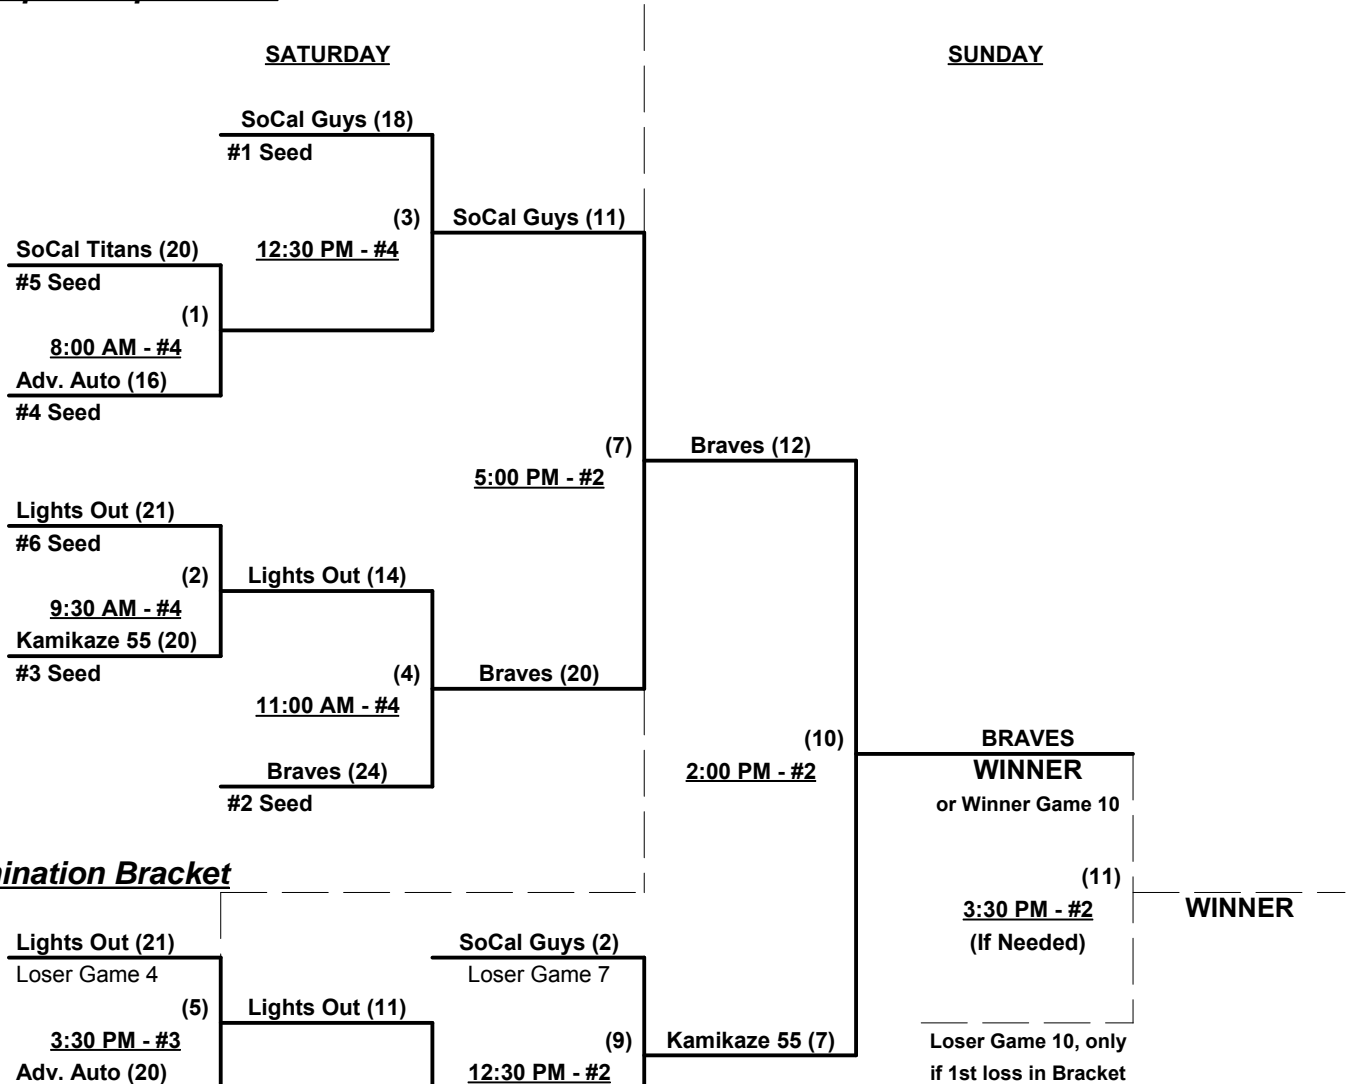 SATURDAY
SUNDAY
SoCal Guys (18)
#1 Seed
(3)
SoCal Guys (11)
12:30 PM - #4
SoCal Titans (20)
#5 Seed
(1)
8:00 AM - #4
Adv. Auto (16)
#4 Seed
(7)
Braves (12)
5:00 PM - #2
Lights Out (21)
#6 Seed
(2)
Lights Out (14)
9:30 AM - #4
Kamikaze 55 (20)
#3 Seed
(4)
Braves (20)
11:00 AM - #4
(10)
BRAVES
Braves (24)
2:00 PM - #2
WINNER
#2 Seed
or Winner Game 10
ination Bracket
(11)
3:30 PM - #2
WINNER
(If Needed)
Lights Out (21)
SoCal Guys (2)
Loser Game 4
Loser Game 7
(5)
Lights Out (11)
3:30 PM - #3
(9)
Kamikaze 55 (7)
Loser Game 10, only
Adv. Auto (20)
12:30 PM - #2
if 1st loss in Bracket